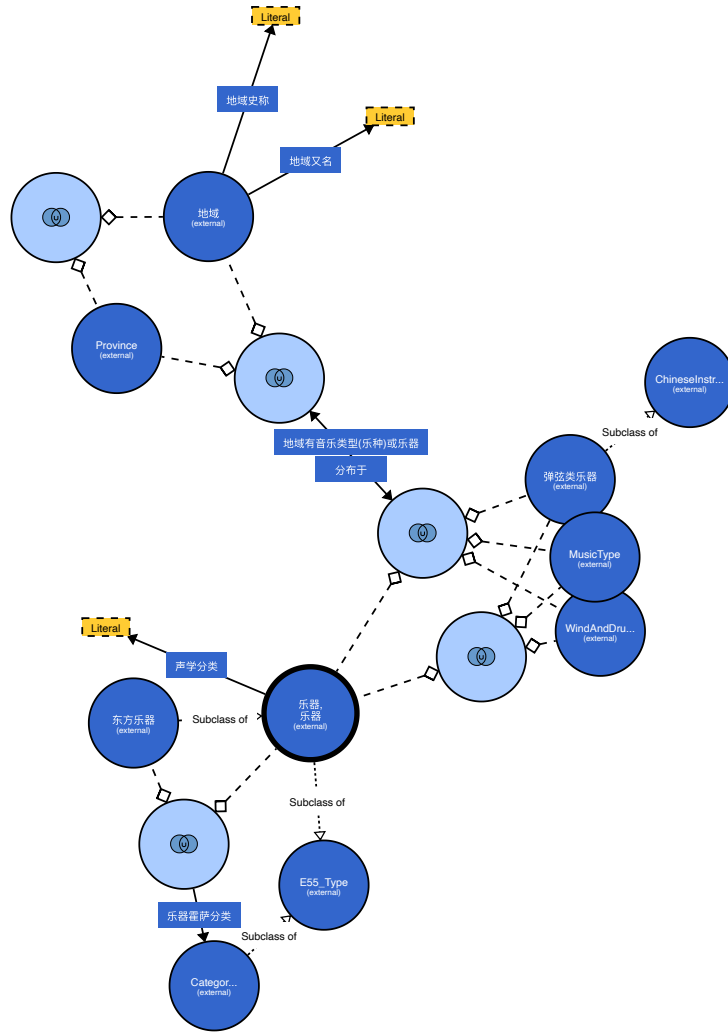 Literal
地域史称
Literal
地域又名
地域
(external)
Province
(external)
ChineseInstr...
(external)
Subclass of
地域有音乐类型(乐种)或乐器
分布于
弹弦类乐器
(external)
MusicType
(external)
WindAndDru...
(external)
Literal
声学分类
乐器,
乐器
(external)
东方乐器
(external)
Subclass of
Subclass of
E55_Type
(external)
乐器霍萨分类
Subclass of
Categor...
(external)